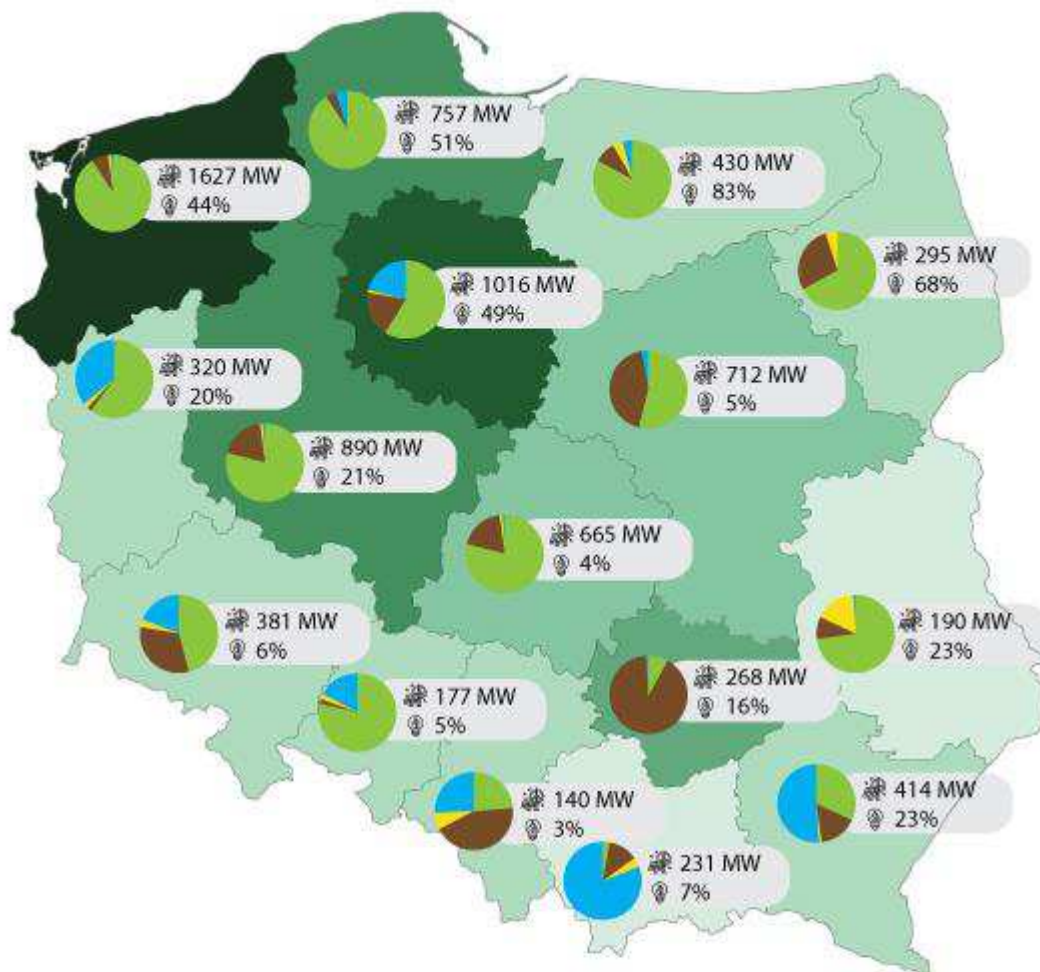 757 MW
51%
1627 MW
44%
430 MW
83%
295 MW
68%
1016 MW
49%
320 MW
20%
712 MW
5%
890 MW
21%
665 MW
4%
381 MW
6%
190 MW
23%
268 MW
16%
177 MW
5%
140 MW
3%
414 MW
23%
231 MW
7%